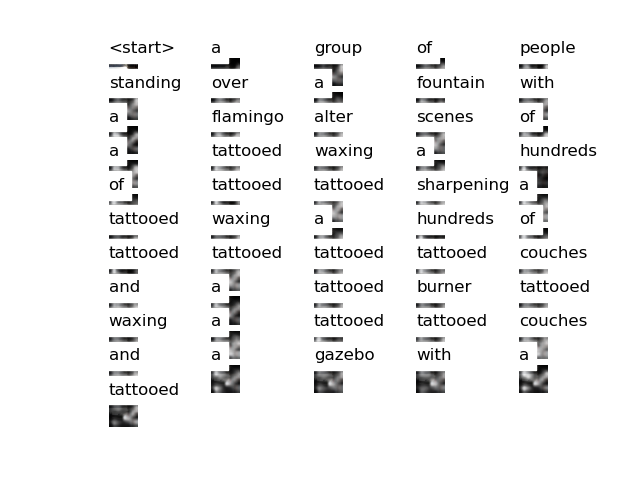 <start> a group of people
standing over a fountain with
a flamingo alter scenes of
a tattooed waxing a hundreds
of tattooed tattooed sharpening a
tattooed waxing a hundreds of
tattooed tattooed tattooed tattooed couches
and a tattooed burner tattooed
waxing a tattooed tattooed couches
and a gazebo with a
tattooed